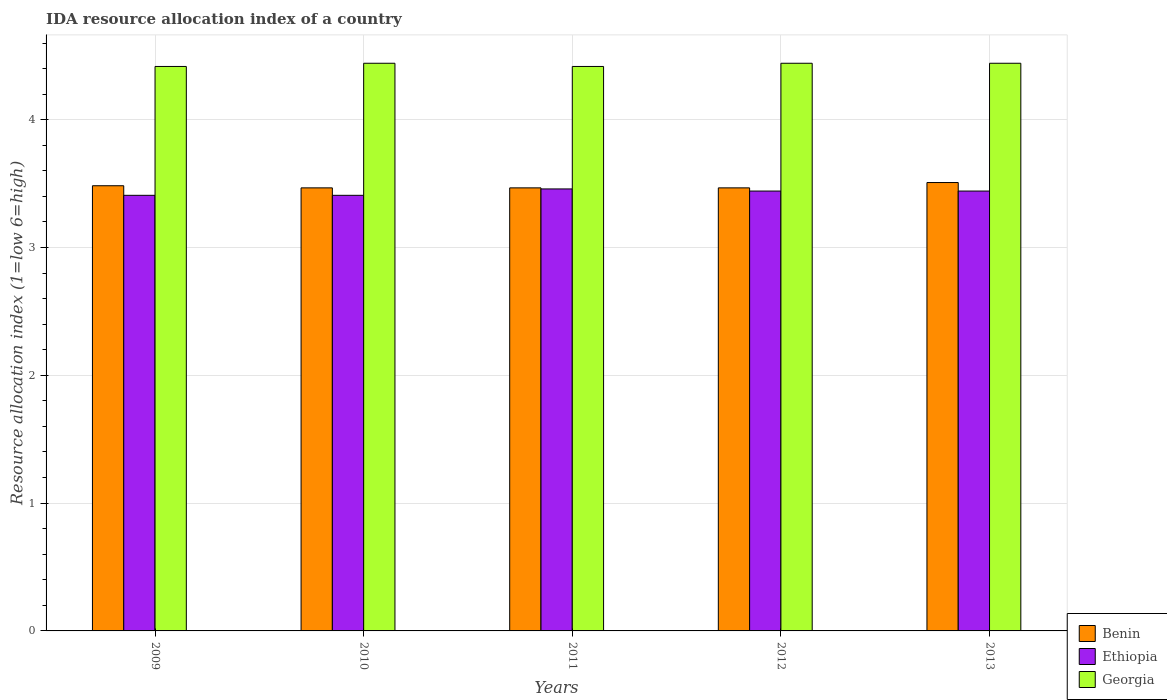 IDA resource allocation index of a country
Resource allocation index (1=low 6=high)
4
3
2
1
0
2009
2010
2011
2012
2013
Years
Benin
Ethiopia
Georgia